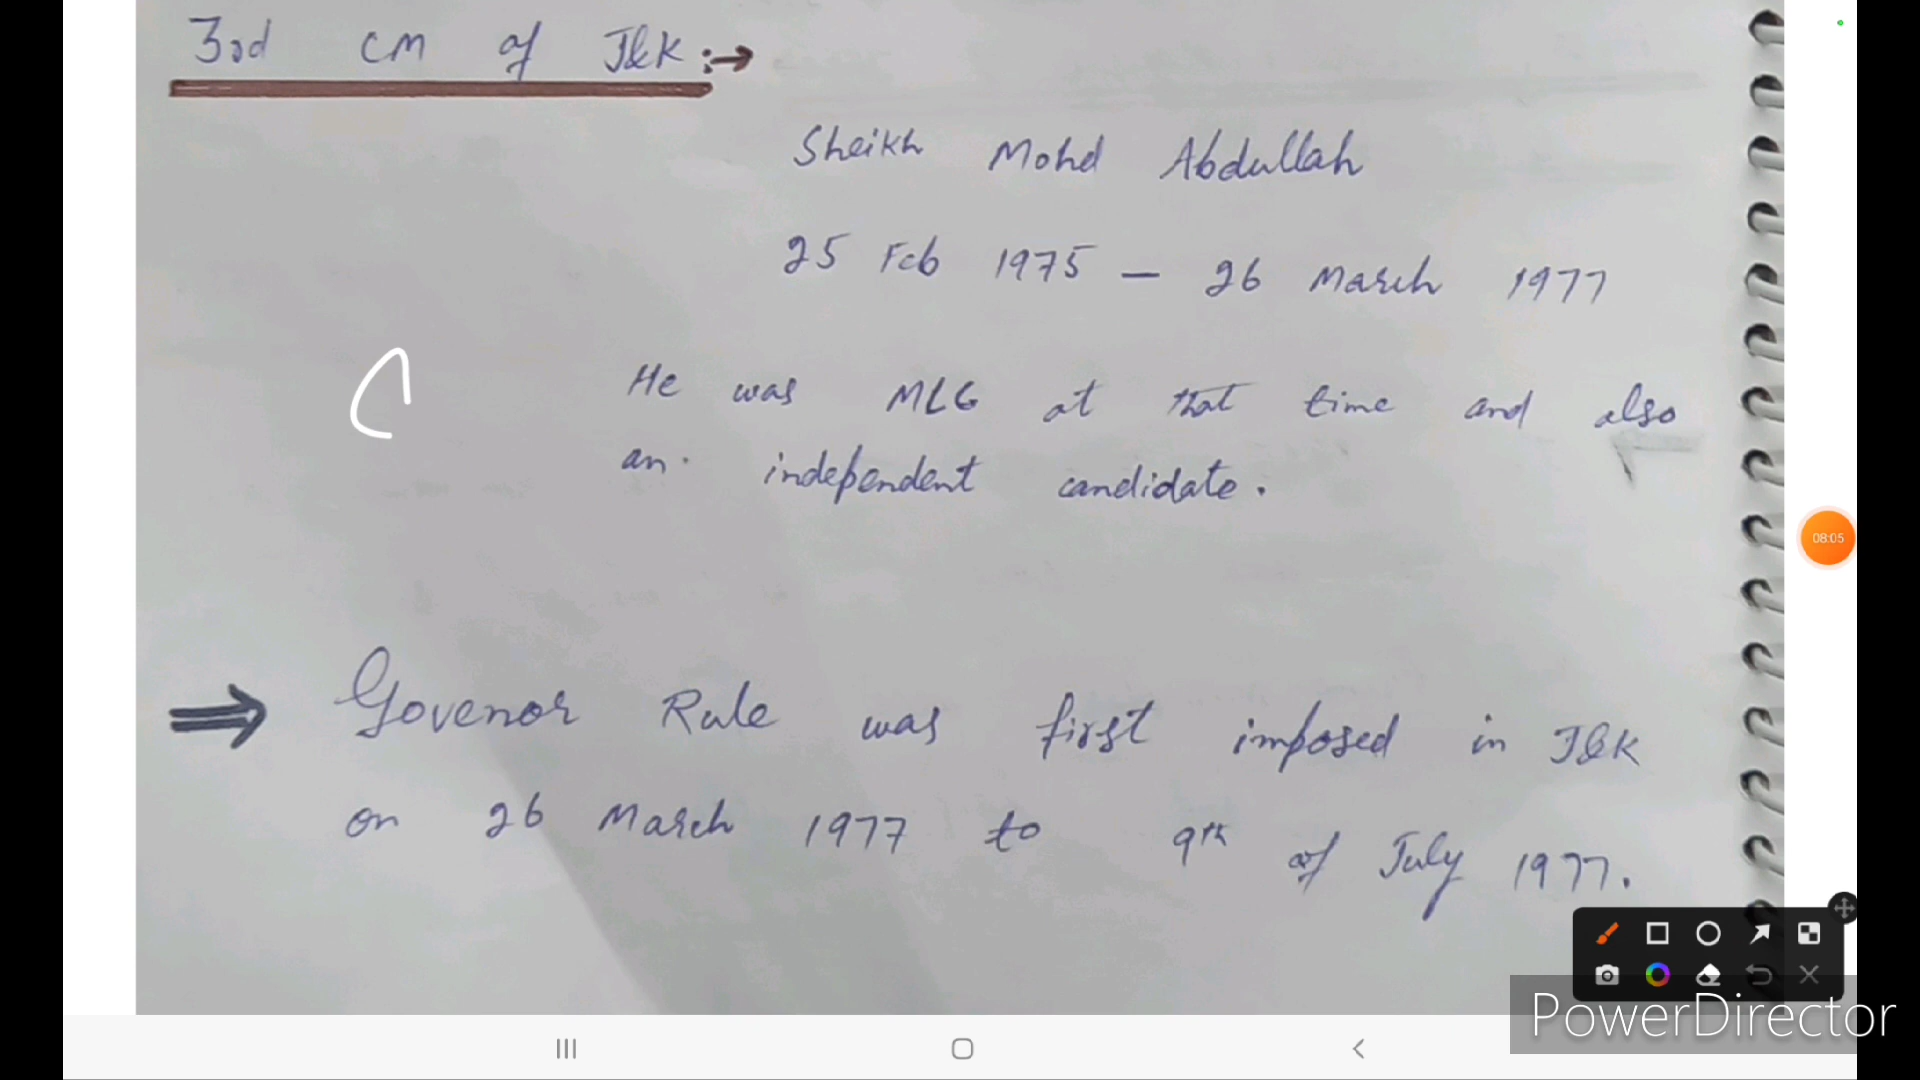 3rd CM of J&K :→
Sheikh Mohd Abdullah
25 Feb 1975 — 26 March 1977
He was MLC at that time and also
an independent candidate.
08:05
⇒ Govenor Rule was first imposed in J&K
on 26 March 1977 to 9th of July 1977.
PowerDirector